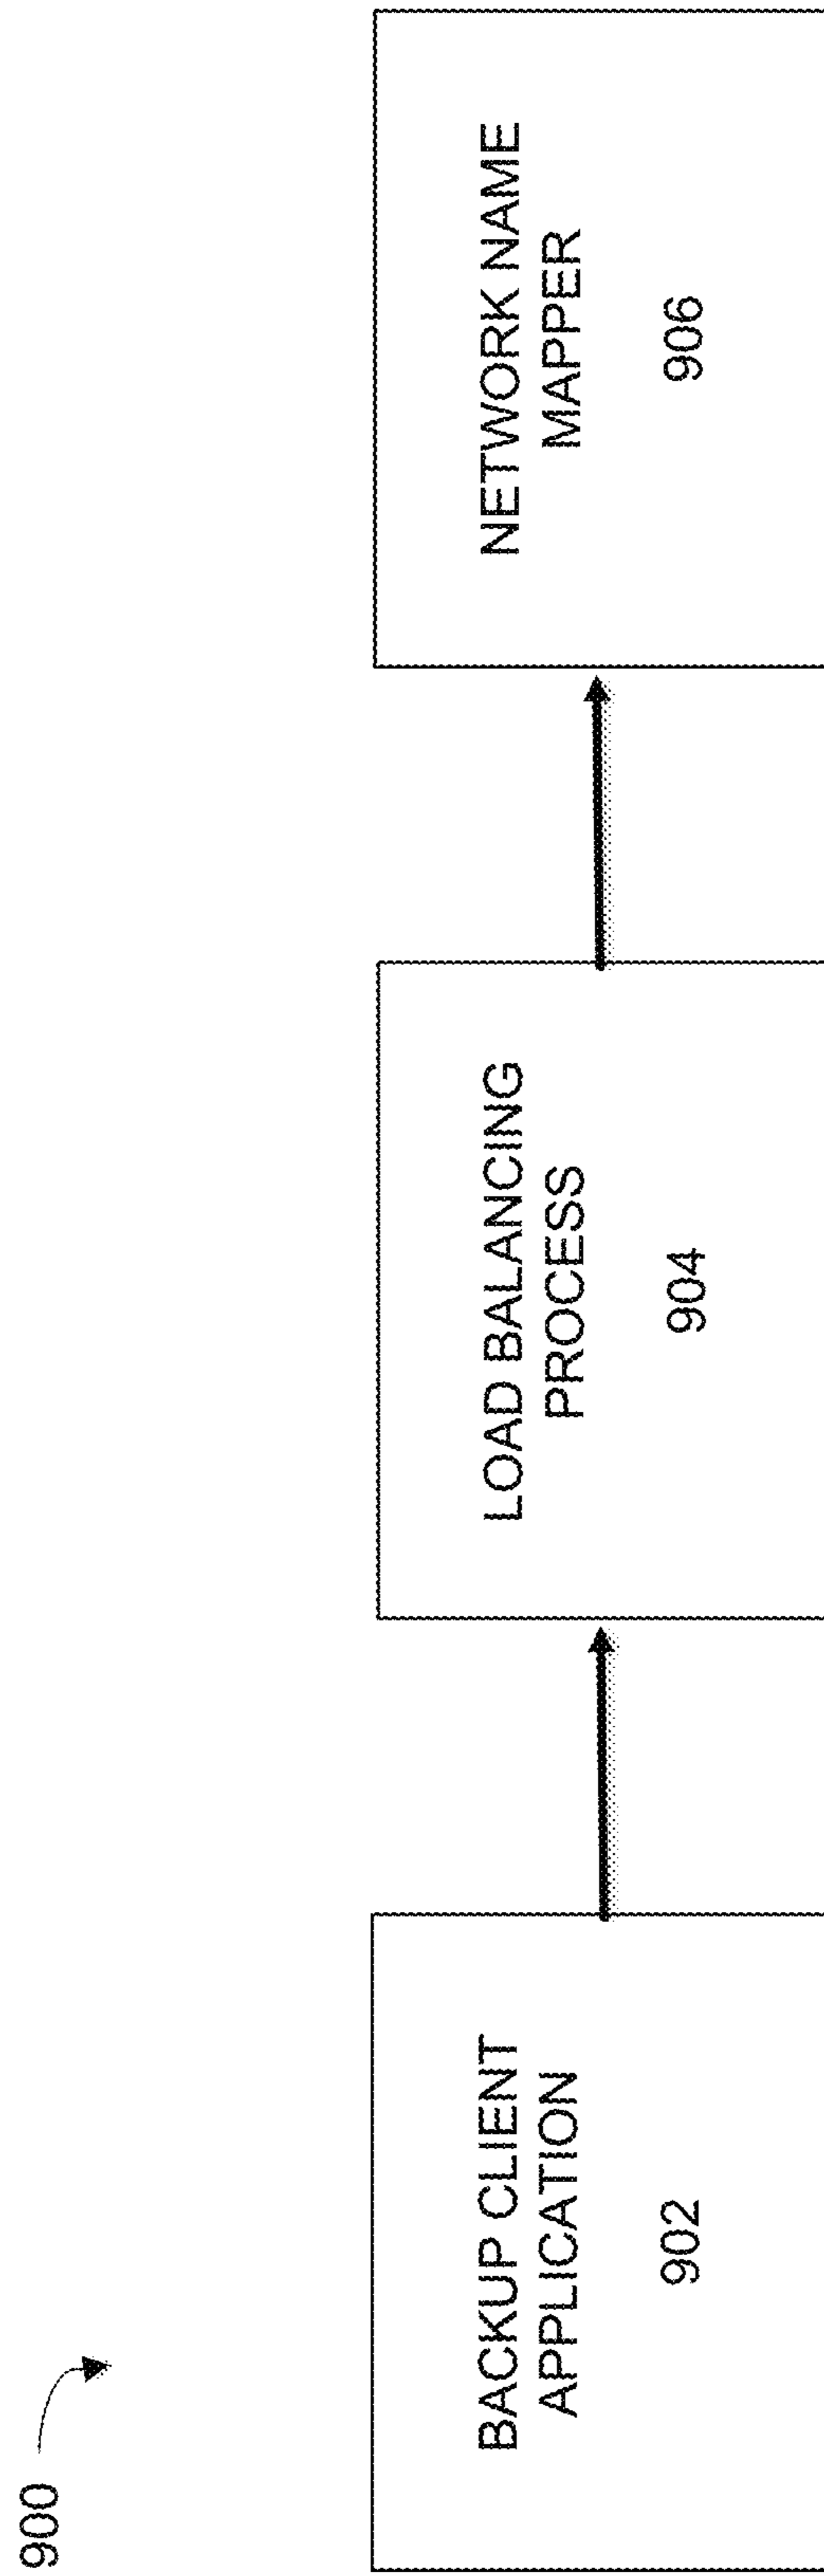 900
BACKUP CLIENT
APPLICATION
902
LOAD BALANCING
PROCESS
904
NETWORK NAME
MAPPER
906